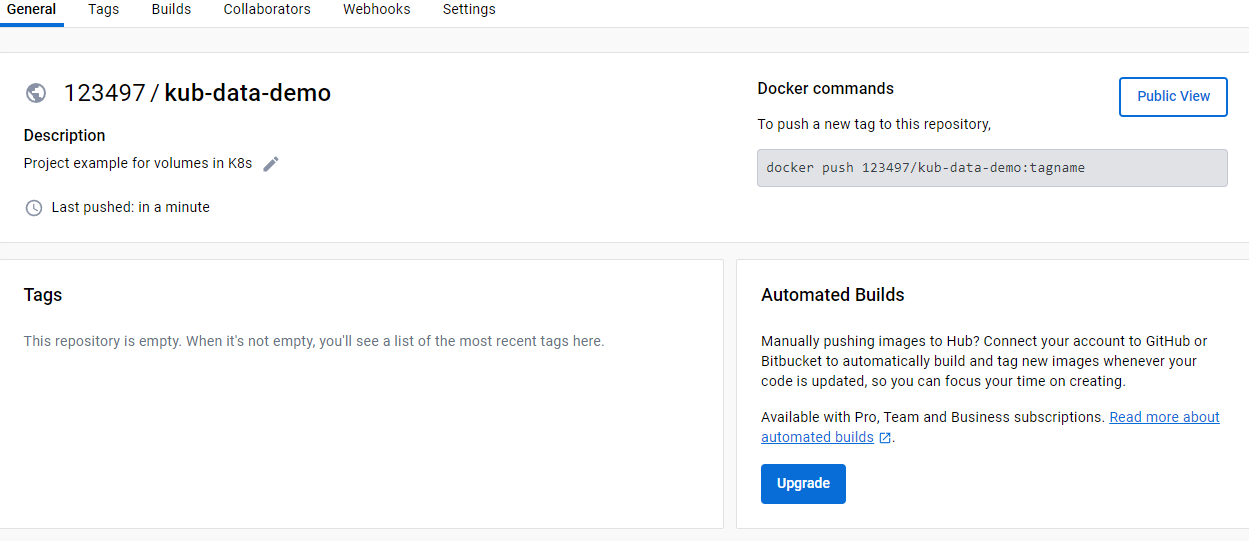 General Tags Builds Collaborators Webhooks Settings
123497 / kub-data-demo
Description
Project example for volumes in K8s
Last pushed: in a minute
Docker commands
Public View
To push a new tag to this repository,
docker push 123497/kub-data-demo:tagname
Tags
This repository is empty. When it's not empty, you'll see a list of the most recent tags here.
Automated Builds
Manually pushing images to Hub? Connect your account to GitHub or
Bitbucket to automatically build and tag new images whenever your
code is updated, so you can focus your time on creating.
Available with Pro, Team and Business subscriptions. Read more about
automated builds .
Upgrade